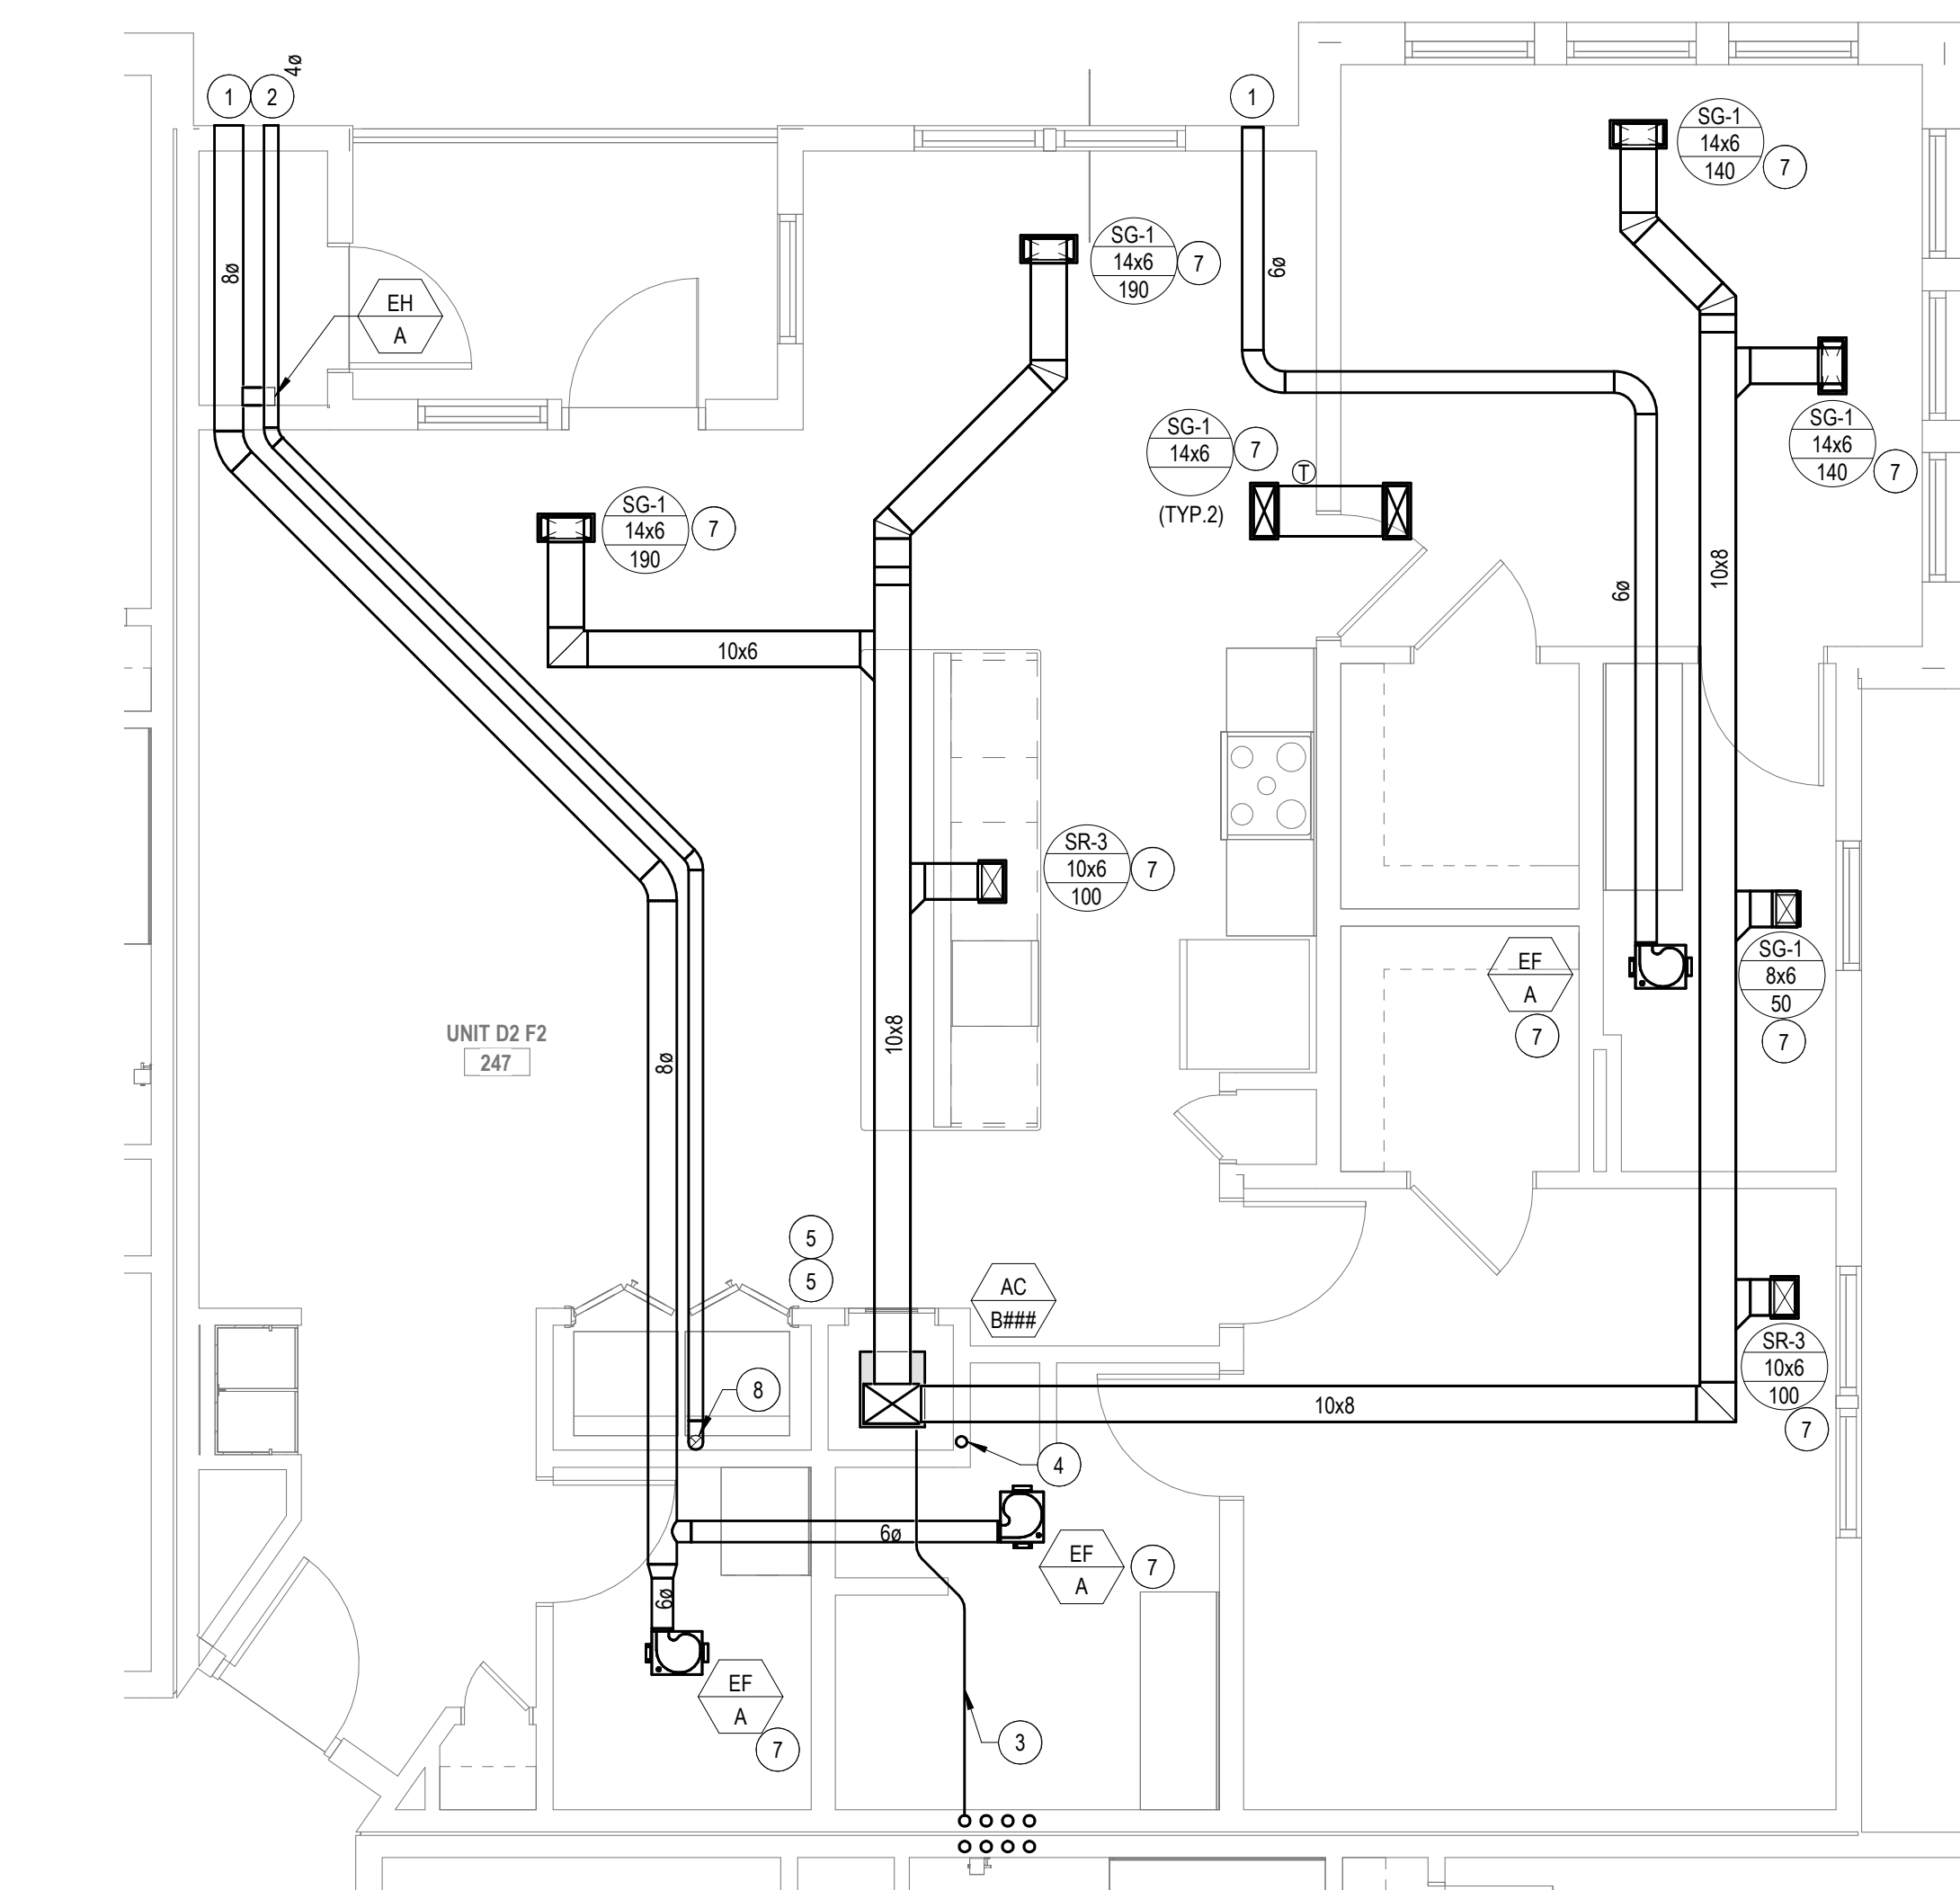 4ø
1
2
1
SG-1
14x6
140
7
SG-1
14x6
190
7
8ø
EH
A
6ø
SG-1
14x6
140
7
SG-1
14x6
7
T
(TYP.2)
SG-1
14x6
190
7
10x8
6ø
10x6
SR-3
10x6
100
7
SG-1
8x6
50
7
EF
A
7
UNIT D2 F2
247
8ø
10x8
5
5
AC
B###
SR-3
10x6
100
7
8
10x8
4
6ø
EF
A
7
6ø
EF
A
7
3